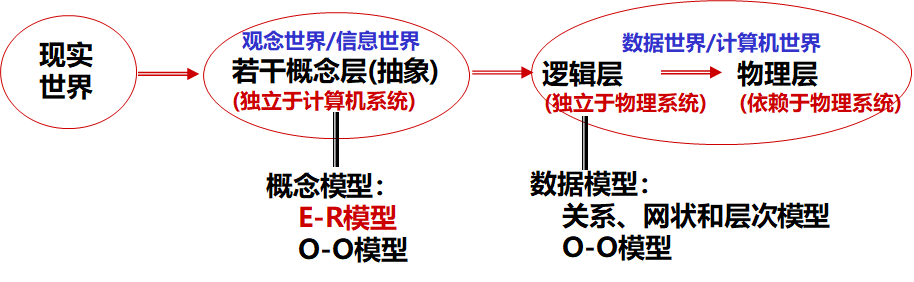 现实
世界
观念世界/信息世界
若干概念层(抽象)
(独立于计算机系统)
数据世界/计算机世界
逻辑层
(独立于物理系统)
物理层
(依赖于物理系统)
概念模型：
E-R模型
O-O模型
数据模型：
关系、网状和层次模型
O-O模型